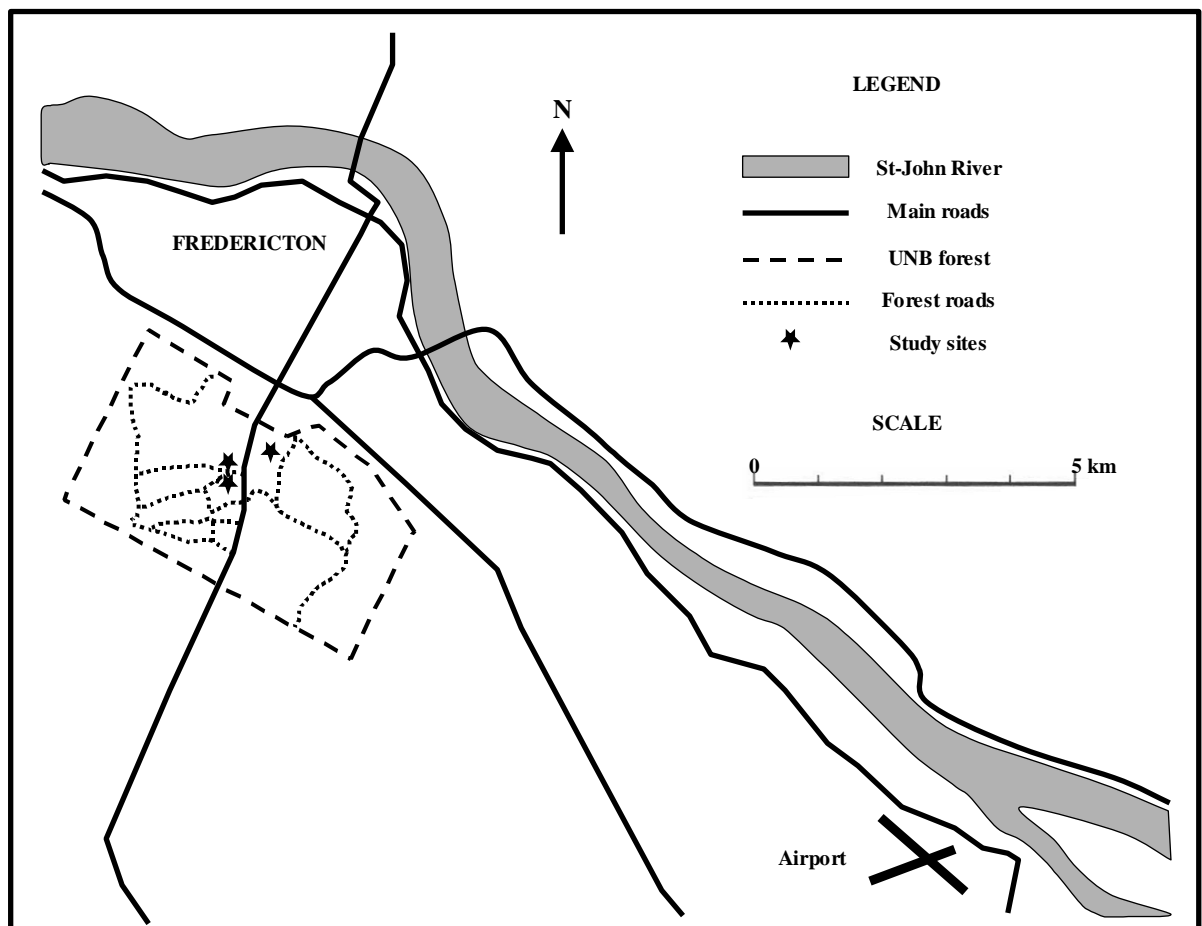 LEGEND
N
St-John River
Main roads
FREDERICTON
UNB forest
Forest roads
Study sites
SCALE
0 5 km
Airport